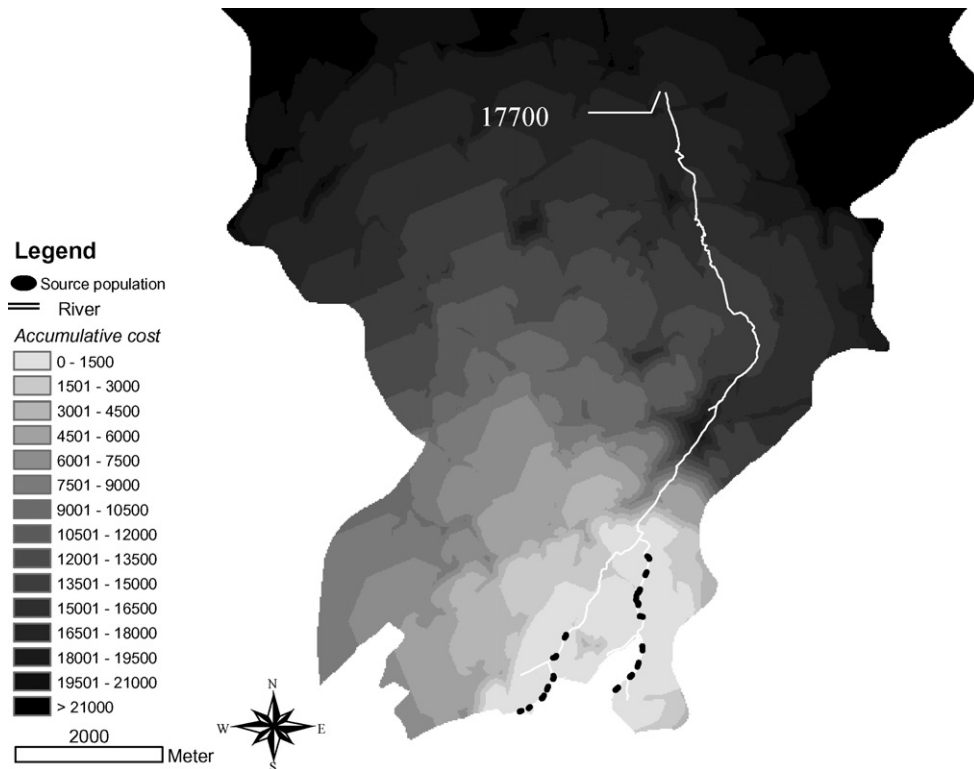 17700
Legend
Source population
River
Accumulative cost
0 - 1500
1501 - 3000
3001 - 4500
4501 - 6000
6001 - 7500
7501 - 9000
9001 - 10500
10501 - 12000
12001 - 13500
13501 - 15000
15001 - 16500
16501 - 18000
18001 - 19500
19501 - 21000
> 21000
2000
Meter
N
W E
S